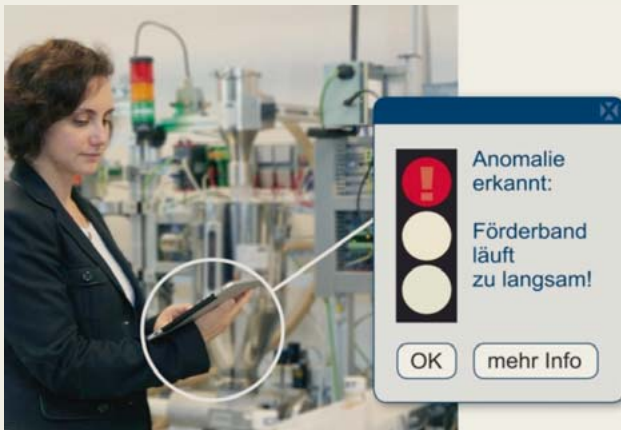 Anomalie
erkannt:
Förderband
läuft
zu langsam!
OK
mehr Info